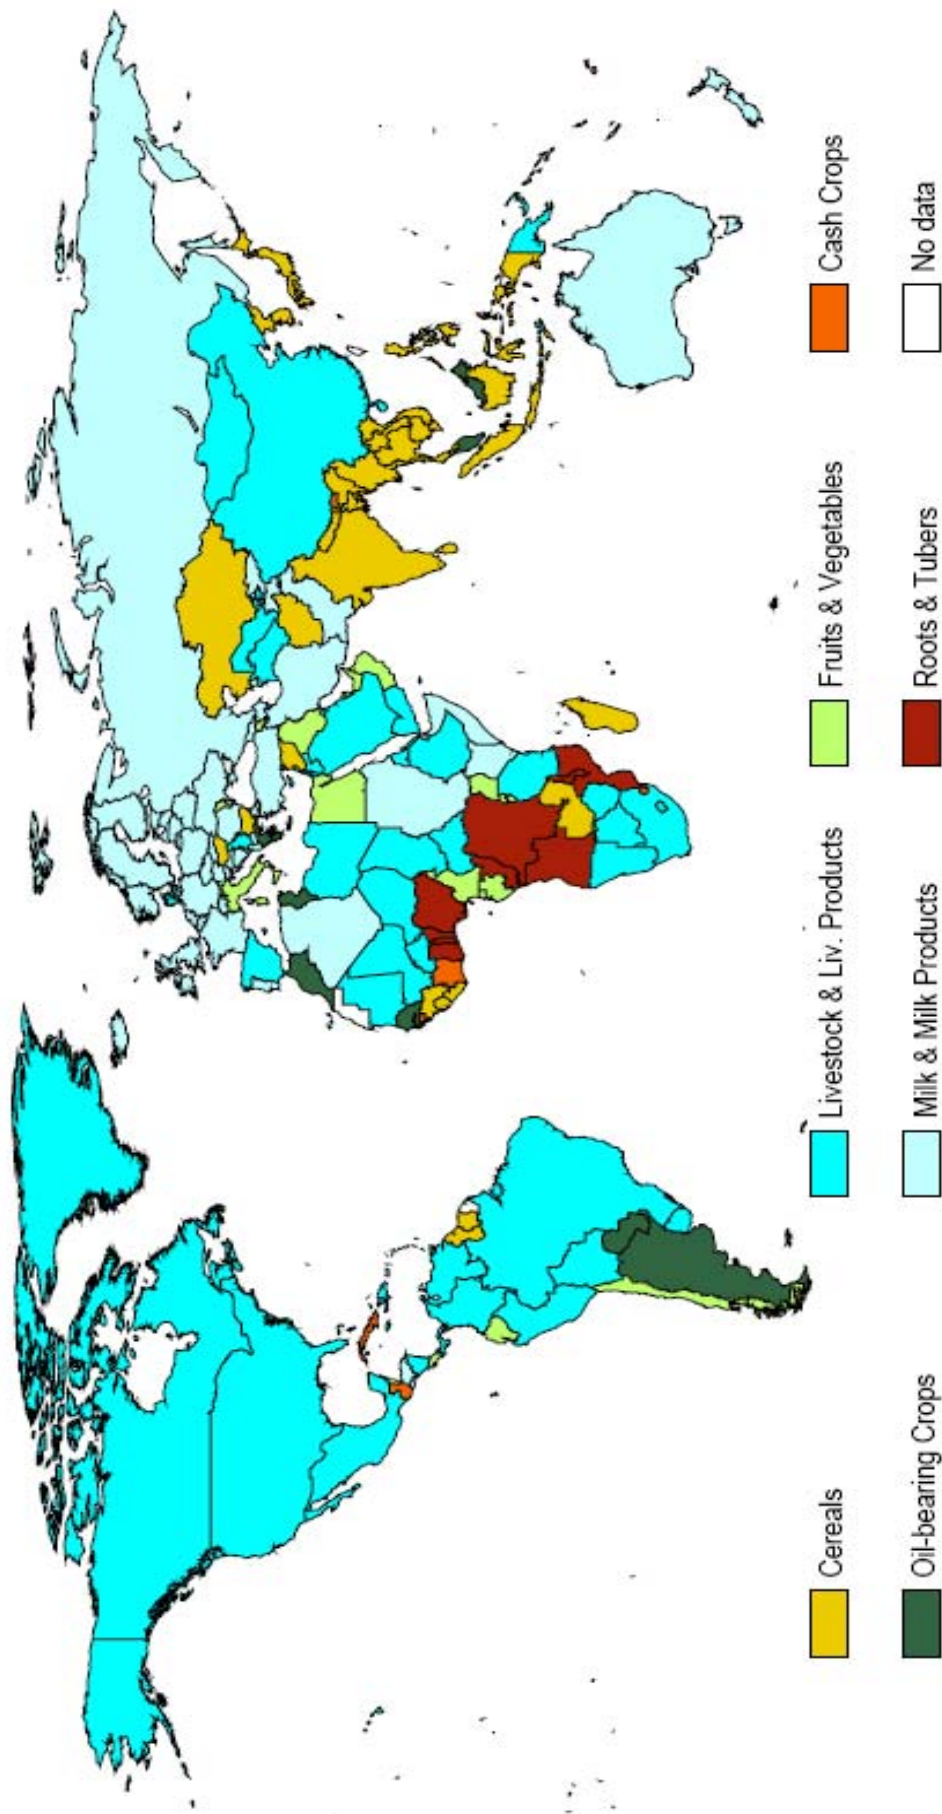 Cereals
Livestock & Liv. Products
Fruits & Vegetables
Cash Crops
Oil-bearing Crops
Milk & Milk Products
Roots & Tubers
No data